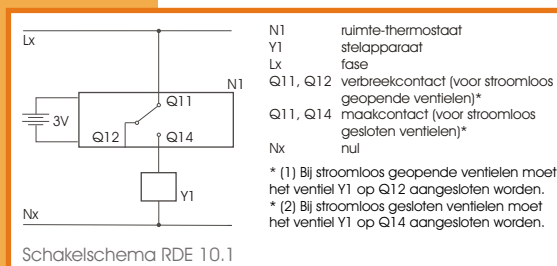 Lx
N1
Q11
3V
Q12
Q14
Y1
Nx
Schakelschema RDE 10.1
N1 ruimte-thermostaat
Y1 stelapparaat
Lx fase
Q11, Q12 verbreekcontact (voor stroomloos
geopende ventielen)*
Q11, Q14 maakcontact (voor stroomloos
gesloten ventielen)*
Nx nul
* (1) Bij stroomloos geopende ventielen moet
het ventiel Y1 op Q12 aangesloten worden.
* (2) Bij stroomloos gesloten ventielen moet
het ventiel Y1 op Q14 aangesloten worden.